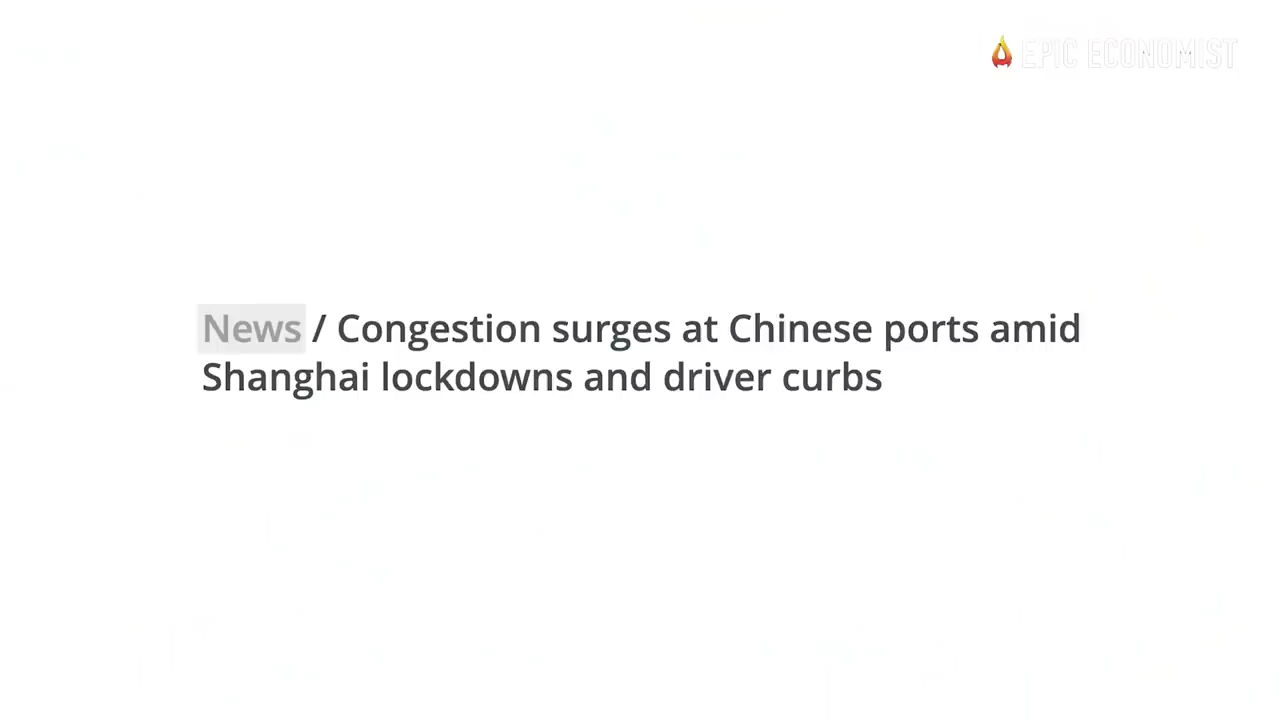 EPIC ECONOMIST
News / Congestion surges at Chinese ports amid
Shanghai lockdowns and driver curbs